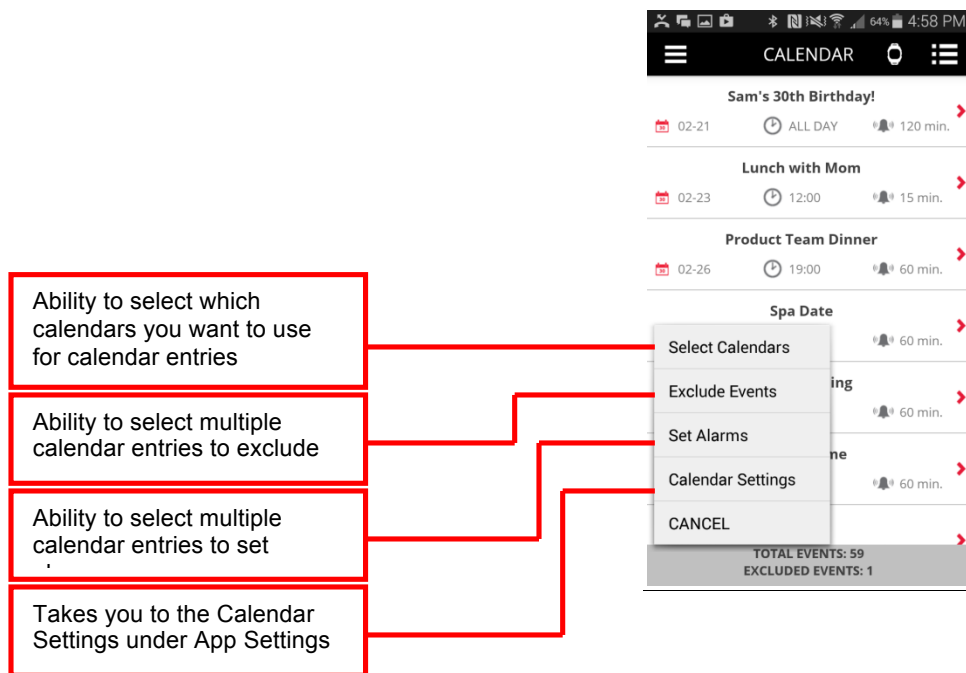 64% 4:58 PM
CALENDAR
Sam's 30th Birthday!
02-21 ALL DAY 120 min.
Lunch with Mom
02-23 12:00 15 min.
Product Team Dinner
02-26 19:00 60 min.
Spa Date
60 min.
ing
60 min.
me
60 min.
Select Calendars
Exclude Events
Set Alarms
Calendar Settings
CANCEL
TOTAL EVENTS: 59
EXCLUDED EVENTS: 1
Ability to select which
calendars you want to use
for calendar entries
Ability to select multiple
calendar entries to exclude
Ability to select multiple
calendar entries to set
Takes you to the Calendar
Settings under App Settings